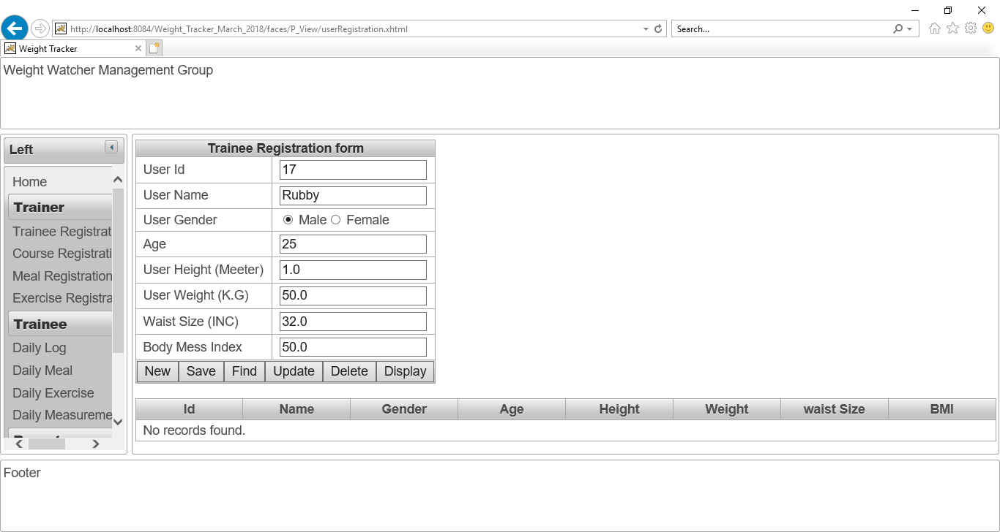 http://localhost:8084/Weight_Tracker_March_2018/faces/P_View/userRegistration.xhtml
Search...
Weight Tracker
Weight Watcher Management Group
Left
Home
Trainer
Trainee Registrat
Course Registrati
Meal Registration
Exercise Registra
Trainee
Daily Log
Daily Meal
Daily Exercise
Daily Measureme
Trainee Registration form
User Id 17
User Name Rubby
User Gender Male Female
Age 25
User Height (Meeter) 1.0
User Weight (K.G) 50.0
Waist Size (INC) 32.0
Body Mess Index 50.0
New Save Find Update Delete Display
Id Name Gender Age Height Weight waist Size BMI
No records found.
Footer